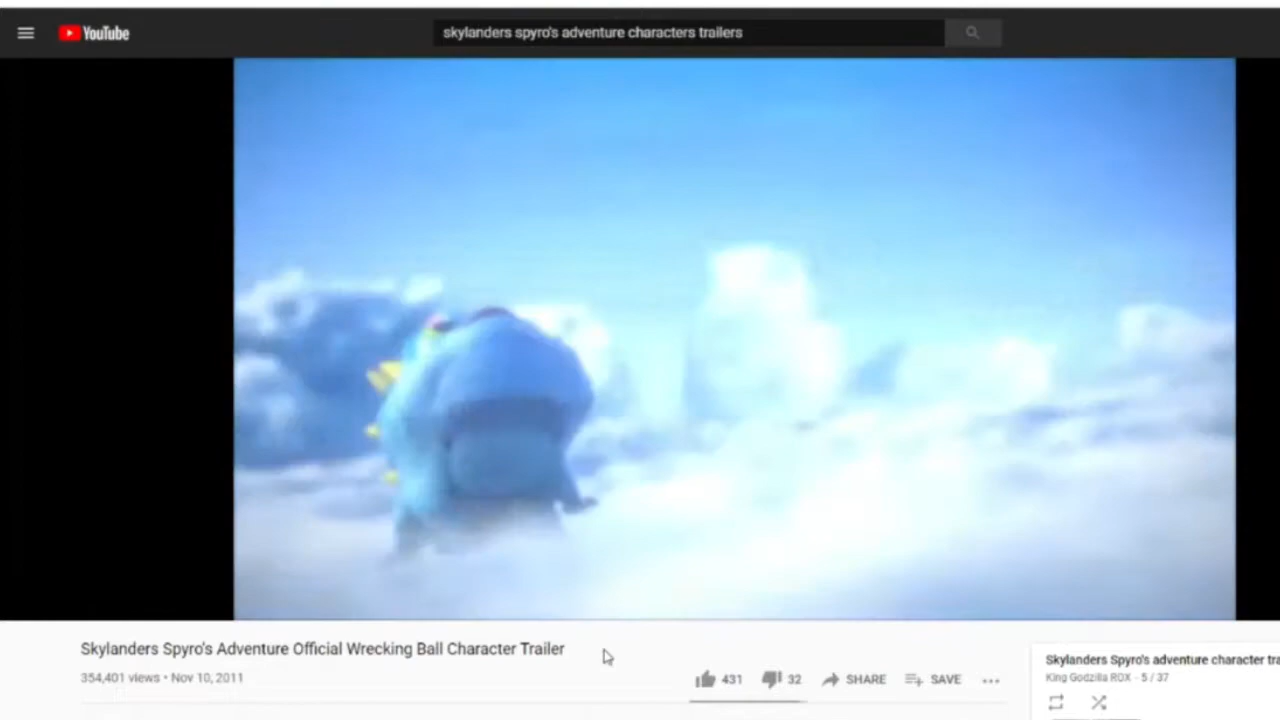 YouTube
skylanders spyro's adventure characters trailers
Skylanders Spyro's Adventure Official Wrecking Ball Character Trailer
354,401 views • Nov 10, 2011
431
32
SHARE
SAVE
Skylanders Spyro's adventure character tra
King Godzilla ROX - 5 / 37